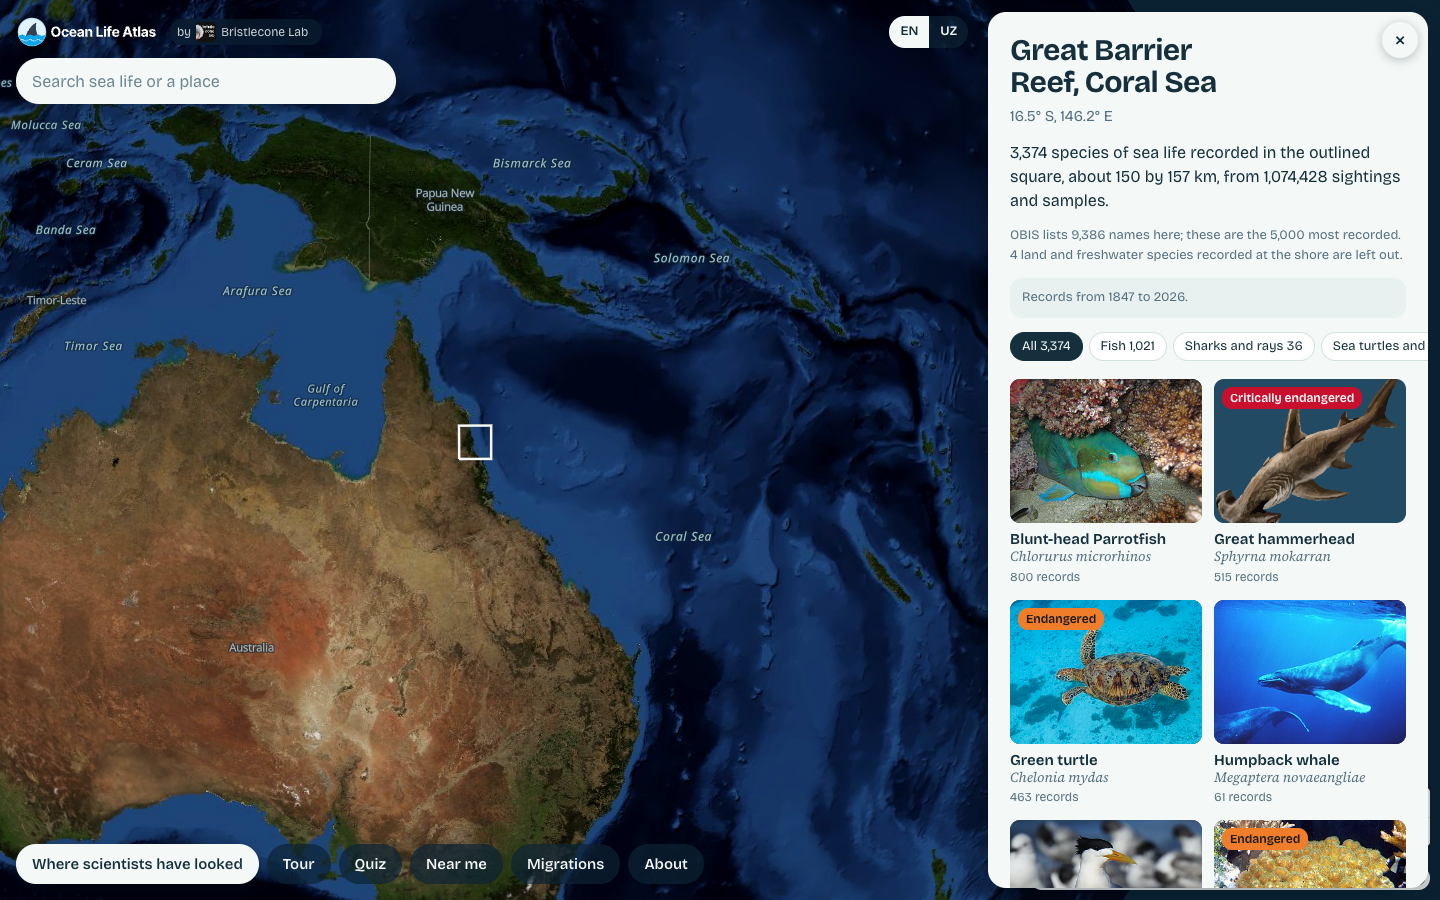 Ocean Life Atlas
by Bristlecone Lab
EN UZ
Search sea life or a place
es
Molucca Sea
Ceram Sea
Banda Sea
Timor-Leste
Timor Sea
Arafura Sea
Gulf of
Carpentaria
Bismarck Sea
Papua New
Guinea
Solomon Sea
Coral Sea
Australia
Where scientists have looked
Tour
Quiz
Near me
Migrations
About
Great Barrier
Reef, Coral Sea
16.5° S, 146.2° E
3,374 species of sea life recorded in the outlined
square, about 150 by 157 km, from 1,074,428 sightings
and samples.
OBIS lists 9,386 names here; these are the 5,000 most recorded.
4 land and freshwater species recorded at the shore are left out.
Records from 1847 to 2026.
All 3,374
Fish 1,021
Sharks and rays 36
Sea turtles and
Blunt-head Parrotfish
Chlorurus microrhinos
800 records
Critically endangered
Great hammerhead
Sphyrna mokarran
515 records
Endangered
Green turtle
Chelonia mydas
463 records
Humpback whale
Megaptera novaeangliae
61 records
Endangered